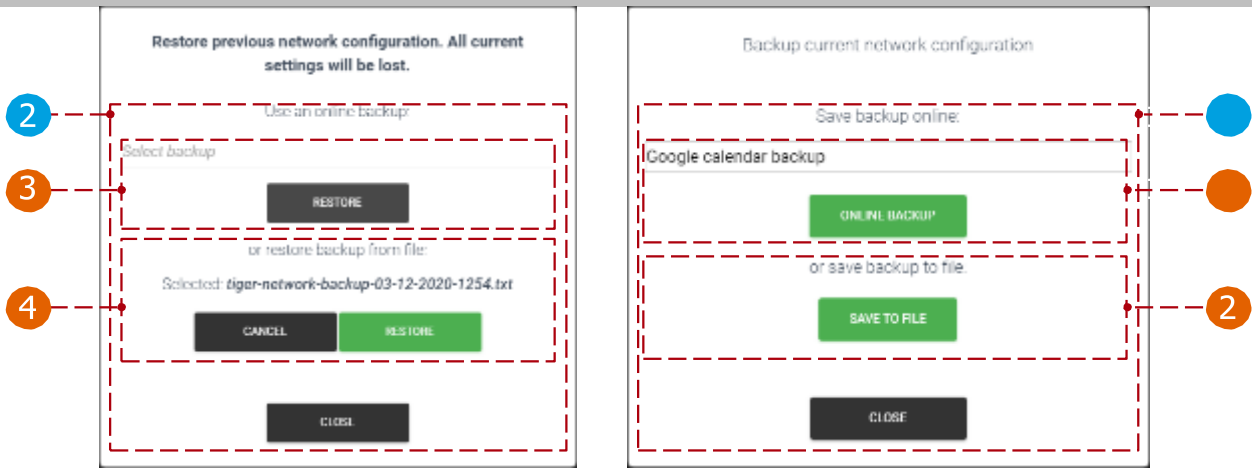 Restore previous network configuration. All current
settings will be lost.
2
Use an online backup:
Select backup
3
RESTORE
or restore backup from file:
Selected: tiger-network-backup-03-12-2020-1254.txt
4
CANCEL
RESTORE
CLOSE
Backup current network configuration
Save backup online:
Google calendar backup
ONLINE BACKUP
or save backup to file.
2
SAVE TO FILE
CLOSE